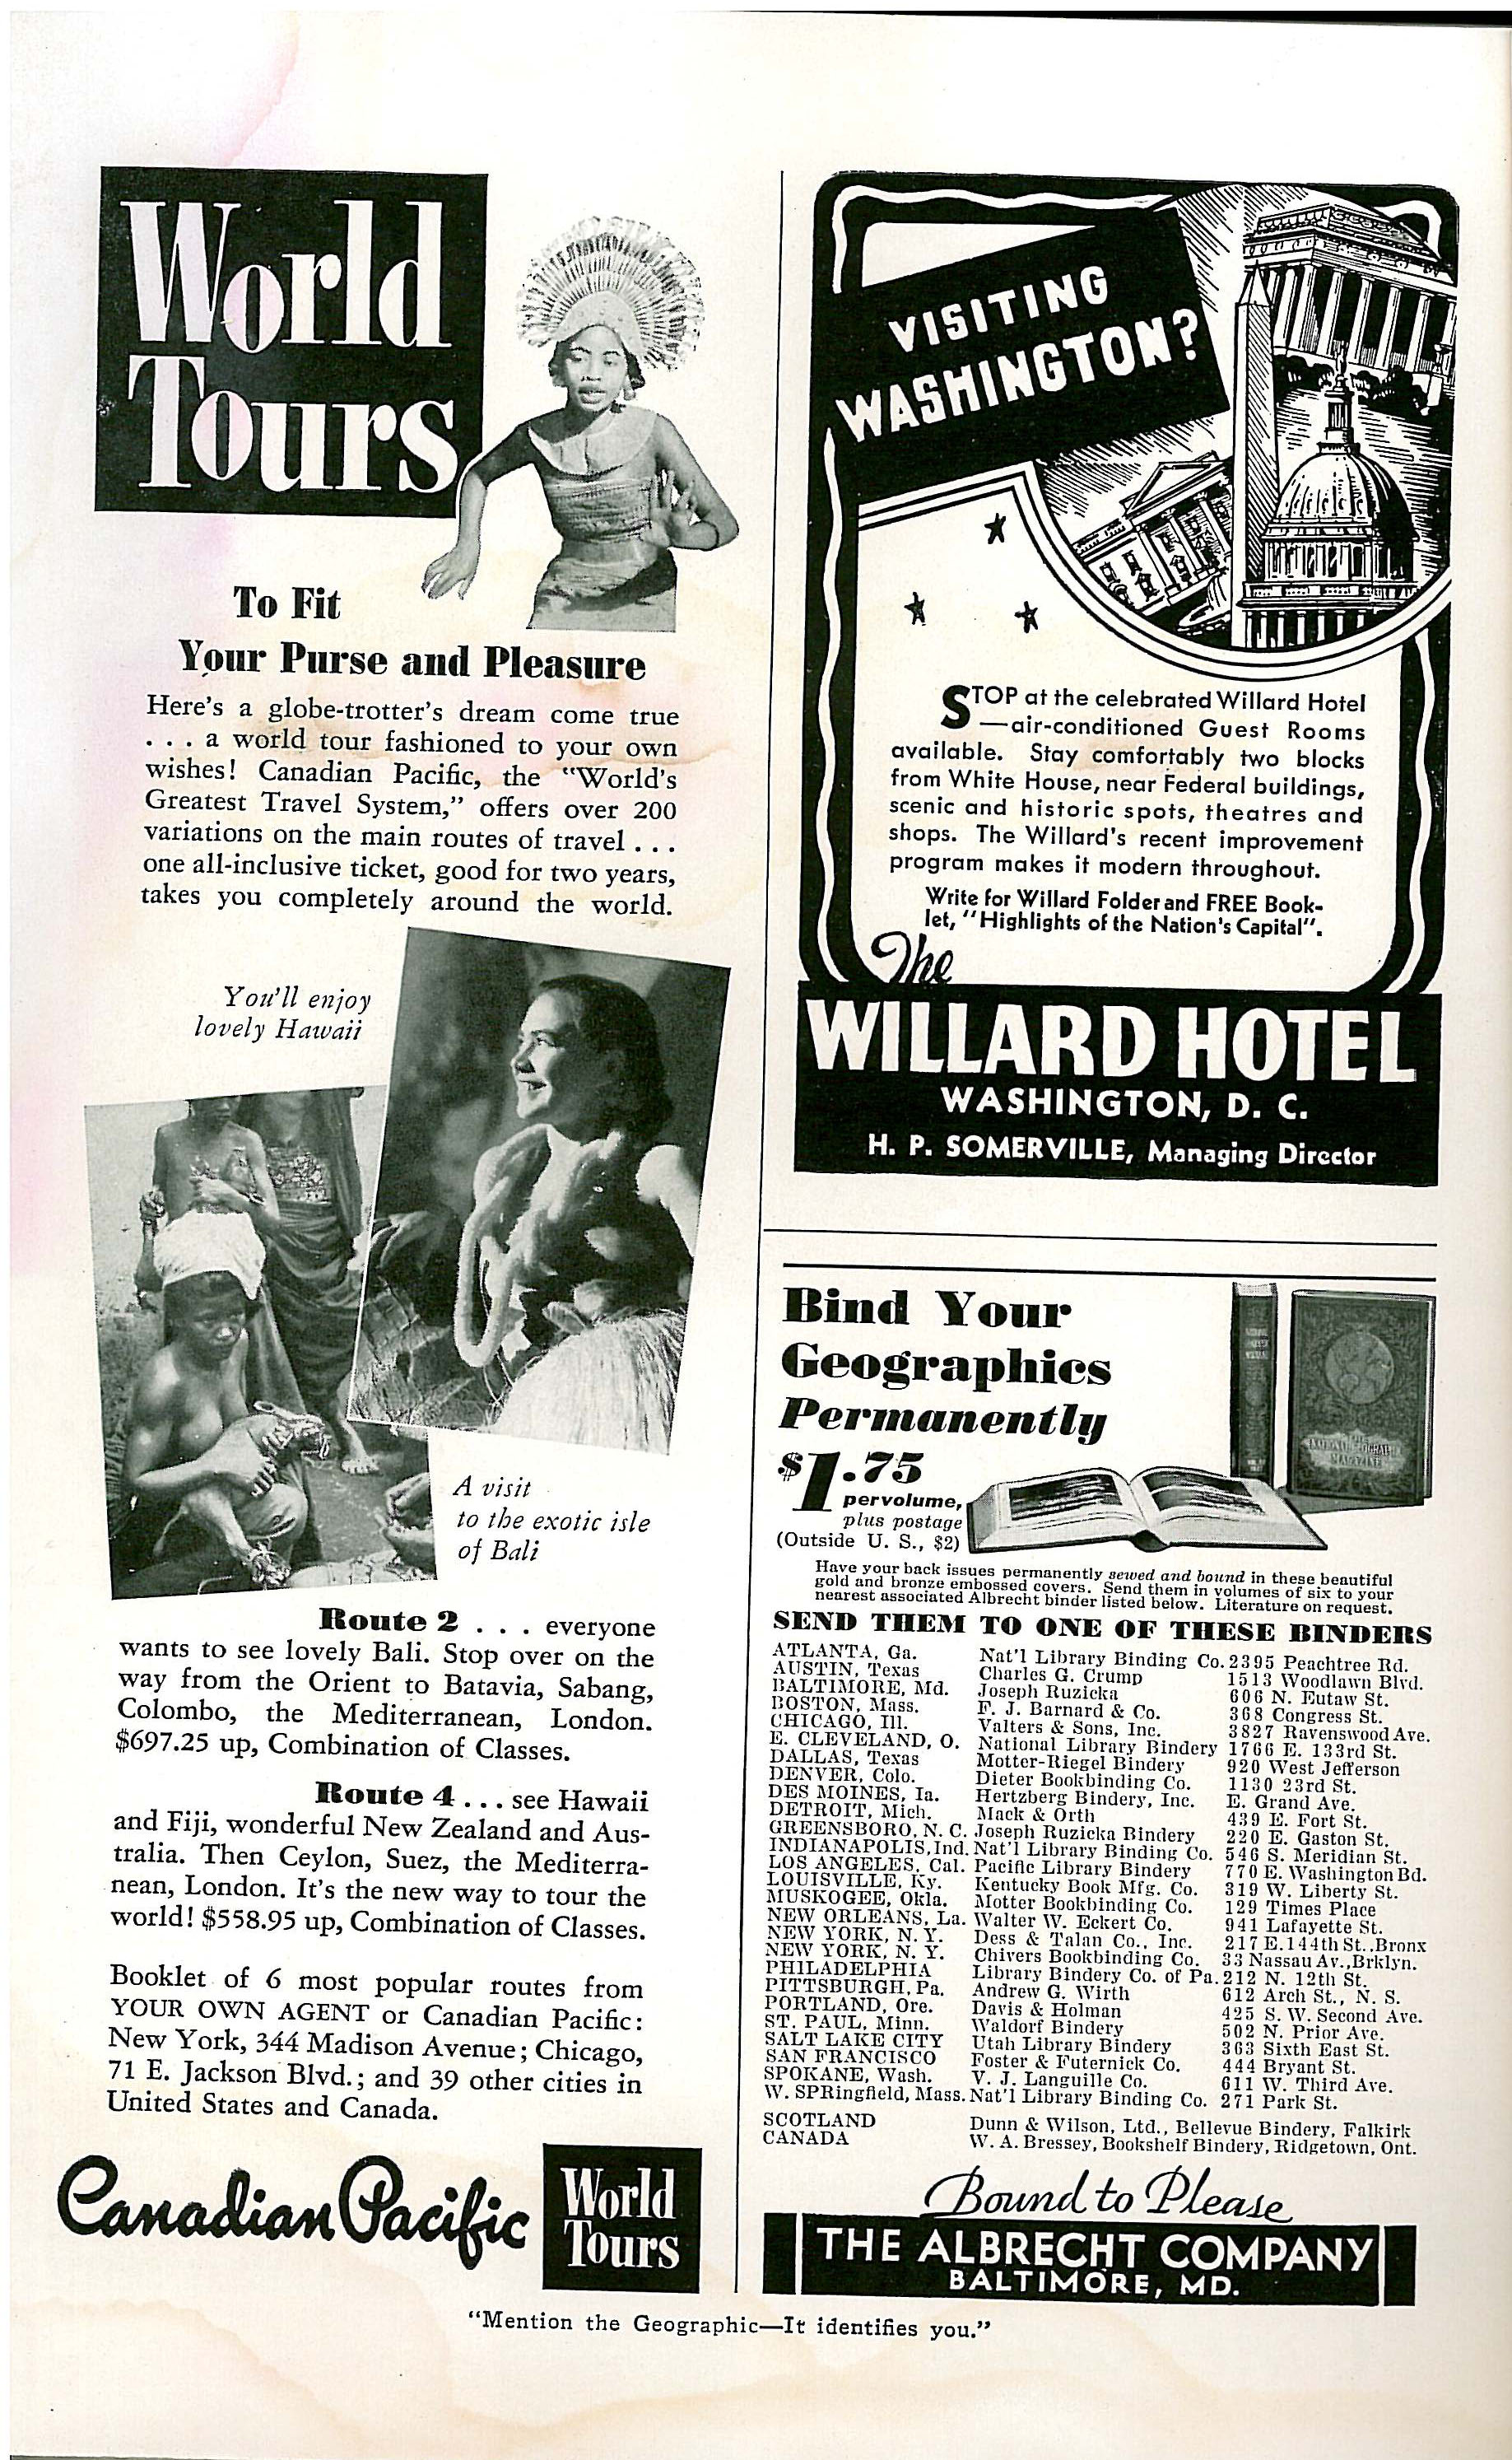 World
Tours
To Fit
Your Purse and Pleasure
Here's a globe-trotter's dream come true
. . . a world tour fashioned to your own
wishes! Canadian Pacific, the "World's
Greatest Travel System," offers over 200
variations on the main routes of travel . . .
one all-inclusive ticket, good for two years,
takes you completely around the world.
You'll enjoy
lovely Hawaii
A visit
to the exotic isle
of Bali
Route 2 . . . everyone
wants to see lovely Bali. Stop over on the
way from the Orient to Batavia, Sabang,
Colombo, the Mediterranean, London.
$697.25 up, Combination of Classes.
Route 4 . . . see Hawaii
and Fiji, wonderful New Zealand and Aus-
tralia. Then Ceylon, Suez, the Mediterra-
nean, London. It's the new way to tour the
world! $558.95 up, Combination of Classes.
Booklet of 6 most popular routes from
YOUR OWN AGENT or Canadian Pacific:
New York, 344 Madison Avenue; Chicago,
71 E. Jackson Blvd.; and 39 other cities in
United States and Canada.
Canadian Pacific
World
Tours
VISITING
WASHINGTON?
STOP at the celebrated Willard Hotel
—air-conditioned Guest Rooms
available. Stay comfortably two blocks
from White House, near Federal buildings,
scenic and historic spots, theatres and
shops. The Willard's recent improvement
program makes it modern throughout.
Write for Willard Folder and FREE Book-
let, "Highlights of the Nation's Capital".
The
WILLARD HOTEL
WASHINGTON, D. C.
H. P. SOMERVILLE, Managing Director
Bind Your
Geographics
Permanently
$1.75
per volume,
plus postage
(Outside U. S., $2)
THE
NATIONAL GEOGRAPHIC
MAGAZINE
Have your back issues permanently sewed and bound in these beautiful
gold and bronze embossed covers. Send them in volumes of six to your
nearest associated Albrecht binder listed below. Literature on request.
SEND THEM TO ONE OF THESE BINDERS
ATLANTA, Ga. Nat'l Library Binding Co. 2395 Peachtree Rd.
AUSTIN, Texas Charles G. Crump 1513 Woodlawn Blvd.
BALTIMORE, Md. Joseph Ruzicka 606 N. Eutaw St.
BOSTON, Mass. F. J. Barnard & Co. 368 Congress St.
CHICAGO, Ill. Valters & Sons, Inc. 3827 Ravenswood Ave.
E. CLEVELAND, O. National Library Bindery 1766 E. 133rd St.
DALLAS, Texas Motter-Riegel Bindery 920 West Jefferson
DENVER, Colo. Dieter Bookbinding Co. 1130 23rd St.
DES MOINES, Ia. Hertzberg Bindery, Inc. E. Grand Ave.
DETROIT, Mich. Mack & Orth 439 E. Fort St.
GREENSBORO, N. C. Joseph Ruzicka Bindery 220 E. Gaston St.
INDIANAPOLIS, Ind. Nat'l Library Binding Co. 546 S. Meridian St.
LOS ANGELES, Cal. Pacific Library Bindery 770 E. Washington Bd.
LOUISVILLE, Ky. Kentucky Book Mfg. Co. 319 W. Liberty St.
MUSKOGEE, Okla. Motter Bookbinding Co. 129 Times Place
NEW ORLEANS, La. Walter W. Eckert Co. 941 Lafayette St.
NEW YORK, N. Y. Dess & Talan Co., Inc. 217 E. 144th St., Bronx
NEW YORK, N. Y. Chivers Bookbinding Co. 33 Nassau Av., Brklyn.
PHILADELPHIA Library Bindery Co. of Pa. 212 N. 12th St.
PITTSBURGH, Pa. Andrew G. Wirth 612 Arch St., N. S.
PORTLAND, Ore. Davis & Holman 425 S. W. Second Ave.
ST. PAUL, Minn. Waldorf Bindery 502 N. Prior Ave.
SALT LAKE CITY Utah Library Bindery 363 Sixth East St.
SAN FRANCISCO Foster & Futernick Co. 444 Bryant St.
SPOKANE, Wash. V. J. Languille Co. 611 W. Third Ave.
W. SPRingfield, Mass. Nat'l Library Binding Co. 271 Park St.
SCOTLAND Dunn & Wilson, Ltd., Bellevue Bindery, Falkirk
CANADA W. A. Bressey, Bookshelf Bindery, Ridgetown, Ont.
Bound to Please
THE ALBRECHT COMPANY
BALTIMORE, MD.
"Mention the Geographic—It identifies you."